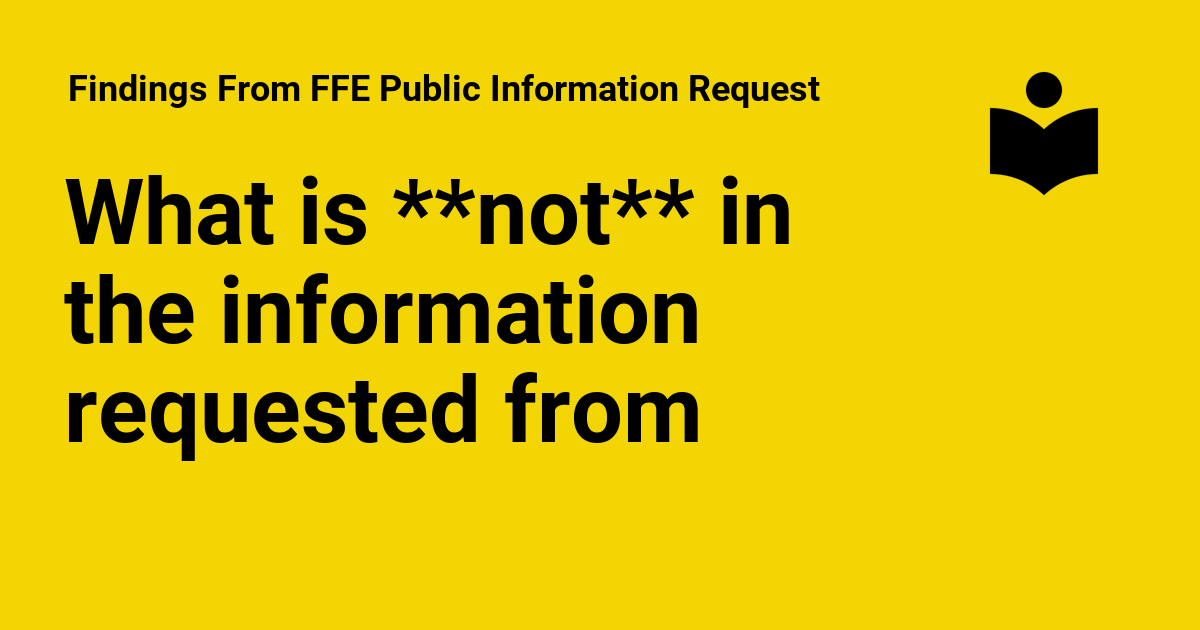 Findings From FFE Public Information Request
What is **not** in
the information
requested from